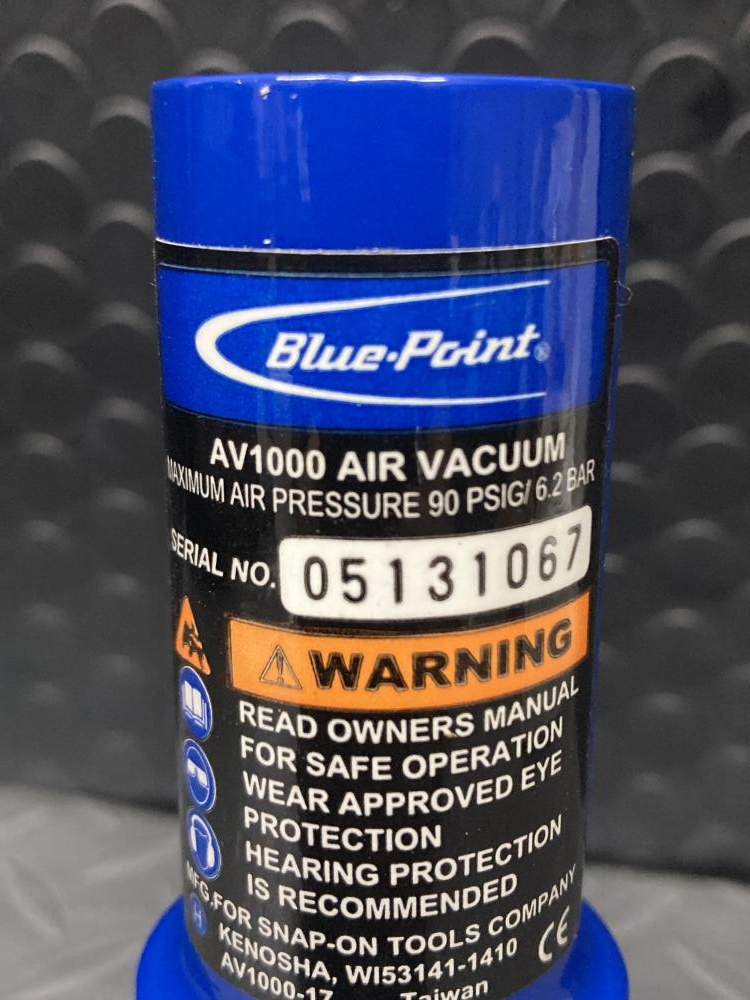 Blue-Point®
AV1000 AIR VACUUM
MAXIMUM AIR PRESSURE 90 PSIG/ 6.2 BAR
SERIAL NO. 05131067
WARNING
READ OWNERS MANUAL
FOR SAFE OPERATION
WEAR APPROVED EYE
PROTECTION
HEARING PROTECTION
IS RECOMMENDED
MFG.FOR SNAP-ON TOOLS COMPANY
KENOSHA, WI53141-1410 CE
AV1000-17 Taiwan